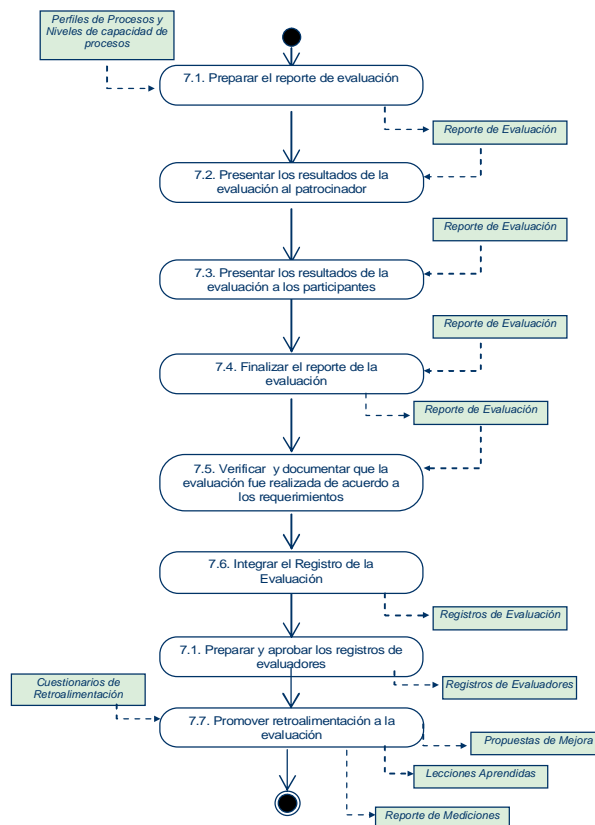 Perfiles de Procesos y
Niveles de capacidad de
procesos
7.1. Preparar el reporte de evaluación
Reporte de Evaluación
7.2. Presentar los resultados de la
evaluación al patrocinador
Reporte de Evaluación
7.3. Presentar los resultados de la
evaluación a los participantes
Reporte de Evaluación
7.4. Finalizar el reporte de la
evaluación
Reporte de Evaluación
7.5. Verificar y documentar que la
evaluación fue realizada de acuerdo a
los requerimientos
7.6. Integrar el Registro de la
Evaluación
Registros de Evaluación
7.1. Preparar y aprobar los registros de
evaluadores
Cuestionarios de
Retroalimentación
Registros de Evaluadores
7.7. Promover retroalimentación a la
evaluación
Propuestas de Mejora
Lecciones Aprendidas
Reporte de Mediciones